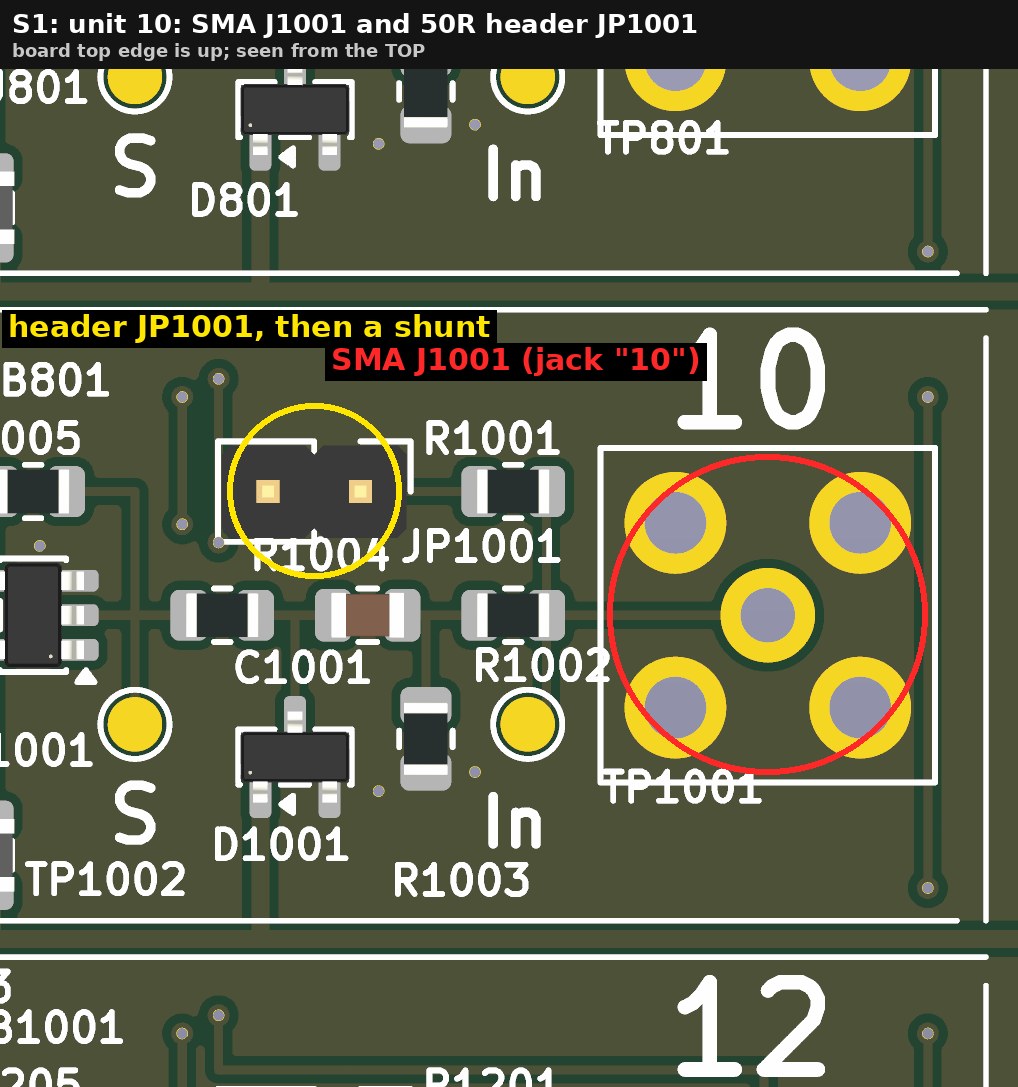 S1: unit 10: SMA J1001 and 50R header JP1001
board top edge is up; seen from the TOP
J801
TP801
S
In
D801
header JP1001, then a shunt
SMA J1001 (jack "10")
10
B801
005
R1001
R1004
JP1001
C1001
R1002
1001
TP1001
S
In
D1001
TP1002
R1003
12
3
B1001
205
R1201